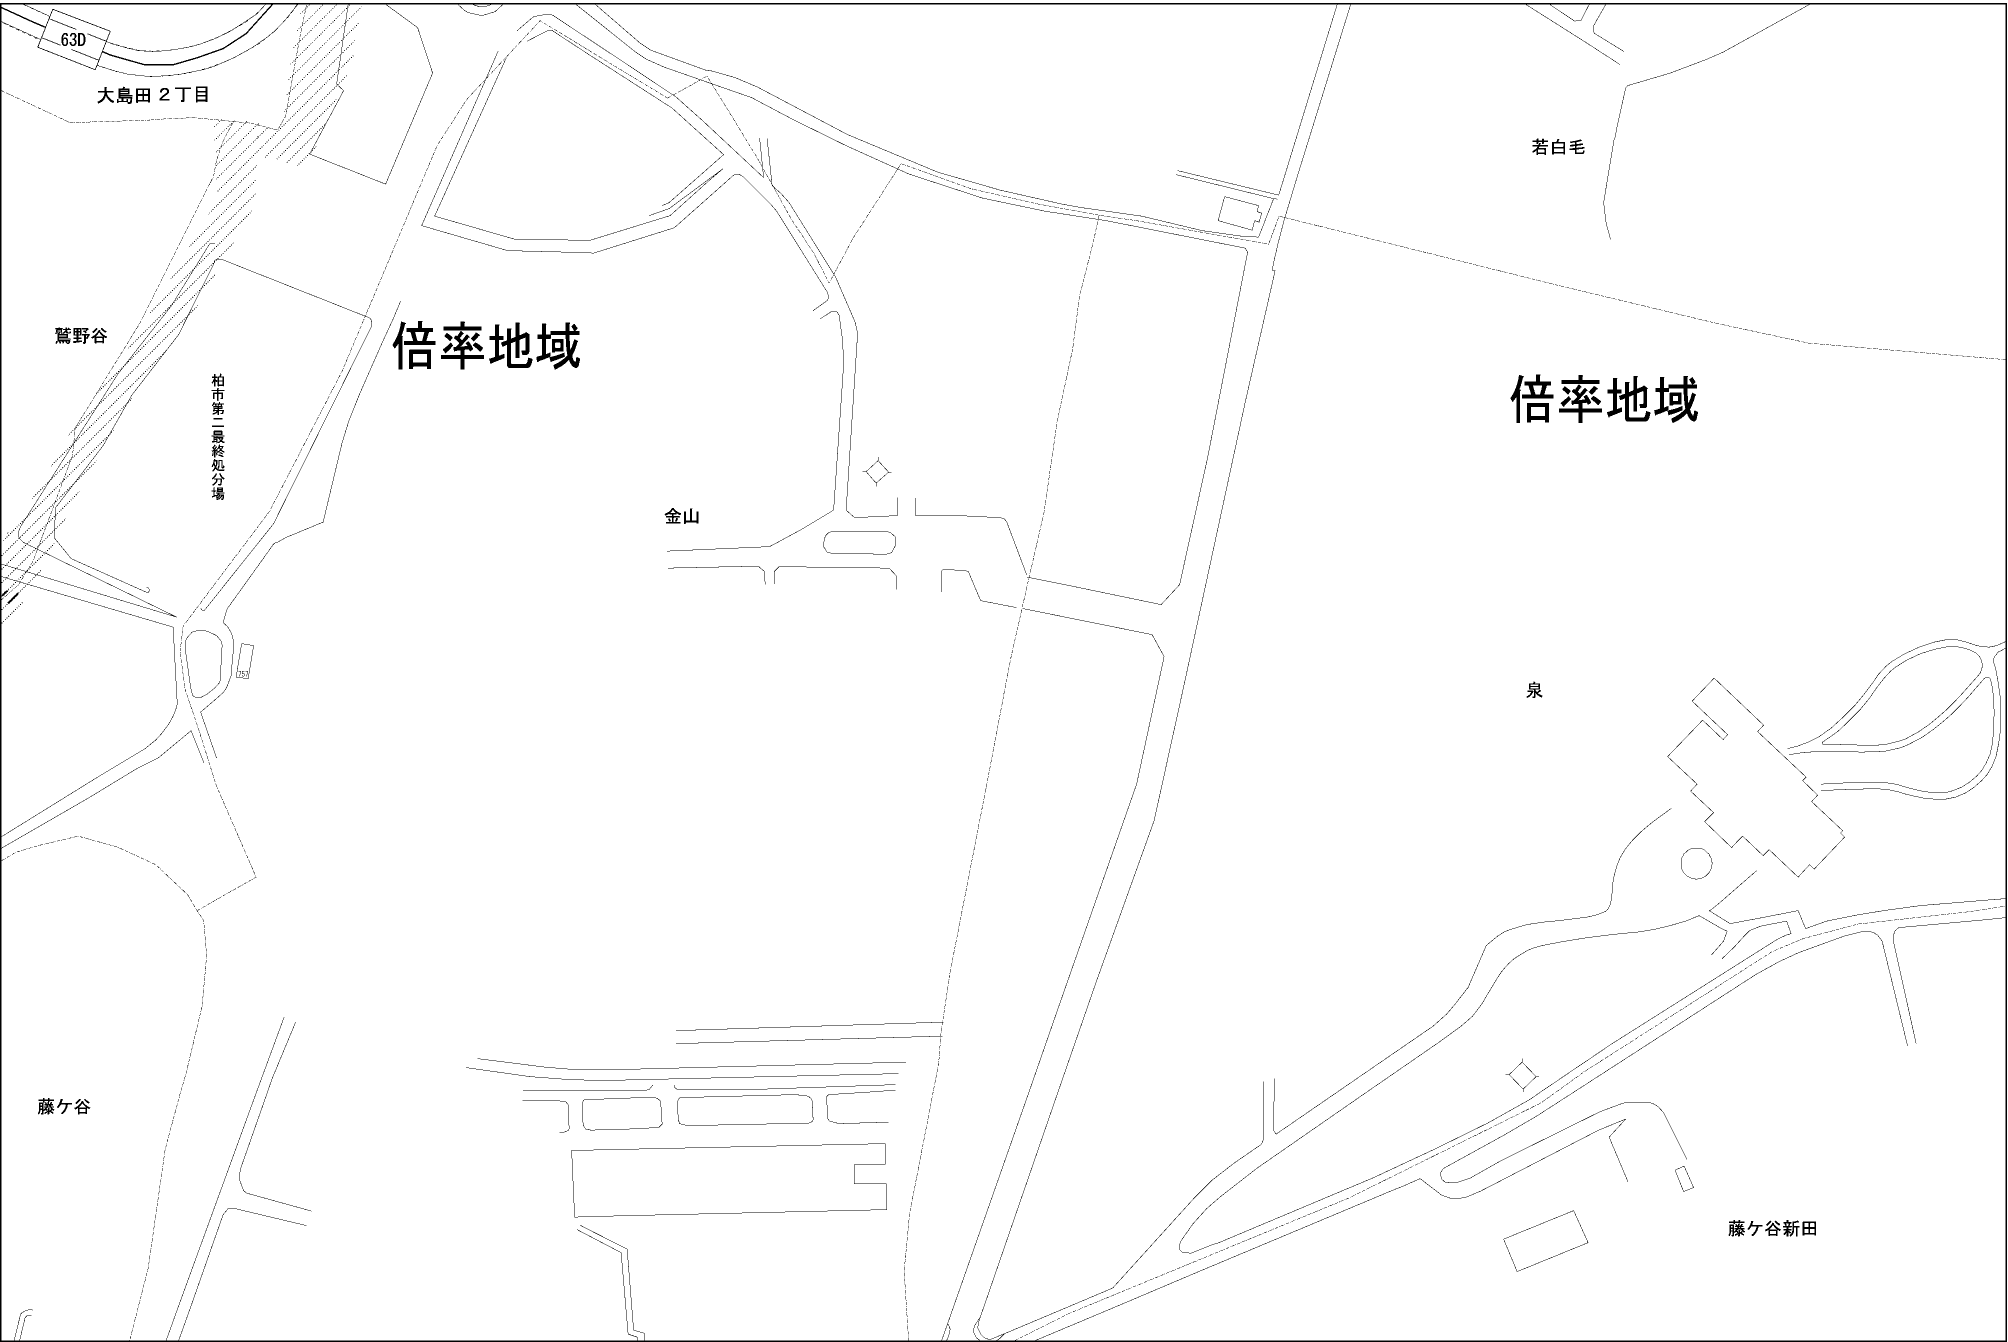 63D
大島田２丁目
若白毛
鷲野谷
倍率地域
倍率地域
柏市第二最終処分場
金山
757
泉
藤ケ谷
藤ケ谷新田